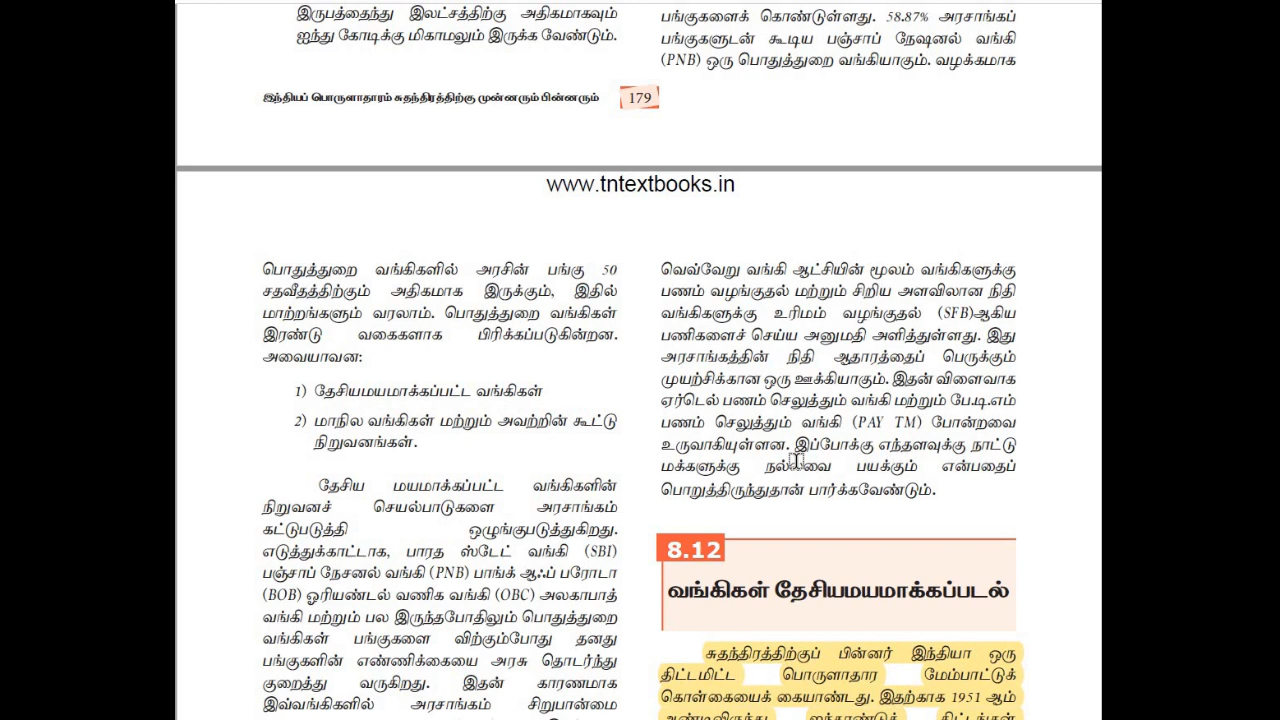 இருபத்தைந்து இலட்சத்திற்கு அதிகமாகவும்
ஐந்து கோடிக்கு மிகாமலும் இருக்க வேண்டும்.
பங்குகளைக் கொண்டுள்ளது. 58.87% அரசாங்கப்
பங்குகளுடன் கூடிய பஞ்சாப் நேஷனல் வங்கி
(PNB) ஒரு பொதுத்துறை வங்கியாகும். வழக்கமாக
இந்தியப் பொருளாதாரம் சுதந்திரத்திற்கு முன்னரும் பின்னரும்
179
www.tntextbooks.in
பொதுத்துறை வங்கிகளில் அரசின் பங்கு 50
சதவீதத்திற்கும் அதிகமாக இருக்கும், இதில்
மாற்றங்களும் வரலாம். பொதுத்துறை வங்கிகள்
இரண்டு வகைகளாக பிரிக்கப்படுகின்றன.
அவையாவன:
1) தேசியமயமாக்கப்பட்ட வங்கிகள்
2) மாநில வங்கிகள் மற்றும் அவற்றின் கூட்டு
நிறுவனங்கள்.
தேசிய மயமாக்கப்பட்ட வங்கிகளின்
நிறுவனச் செயல்பாடுகளை அரசாங்கம்
கட்டுபடுத்தி ஒழுங்குபடுத்துகிறது.
எடுத்துக்காட்டாக, பாரத ஸ்டேட் வங்கி (SBI)
பஞ்சாப் நேசனல் வங்கி (PNB) பாங்க் ஆஃப் பரோடா
(BOB) ஓரியண்டல் வணிக வங்கி (OBC) அலகாபாத்
வங்கி மற்றும் பல இருந்தபோதிலும் பொதுத்துறை
வங்கிகள் பங்குகளை விற்கும்போது தனது
பங்குகளின் எண்ணிக்கையை அரசு தொடர்ந்து
குறைத்து வருகிறது. இதன் காரணமாக
இவ்வங்கிகளில் அரசாங்கம் சிறுபான்மை
வெவ்வேறு வங்கி ஆட்சியின் மூலம் வங்கிகளுக்கு
பணம் வழங்குதல் மற்றும் சிறிய அளவிலான நிதி
வங்கிகளுக்கு உரிமம் வழங்குதல் (SFB)ஆகிய
பணிகளைச் செய்ய அனுமதி அளித்துள்ளது. இது
அரசாங்கத்தின் நிதி ஆதாரத்தைப் பெருக்கும்
முயற்சிக்கான ஒரு ஊக்கியாகும். இதன் விளைவாக
ஏர்டெல் பணம் செலுத்தும் வங்கி மற்றும் பே.டி.எம்
பணம் செலுத்தும் வங்கி (PAY TM) போன்றவை
உருவாகியுள்ளன. இப்போக்கு எந்தளவுக்கு நாட்டு
மக்களுக்கு பயக்கும் என்பதைப்
பொறுத்திருந்துதான் பார்க்கவேண்டும்.
8.12
வங்கிகள் தேசியமயமாக்கப்படல்
சுதந்திரத்திற்குப் பின்னர் இந்தியா ஒரு
திட்டமிட்ட பொருளாதார மேம்பாட்டுக்
கொள்கையைக் கையாண்டது. இதற்காக 1951 ஆம்